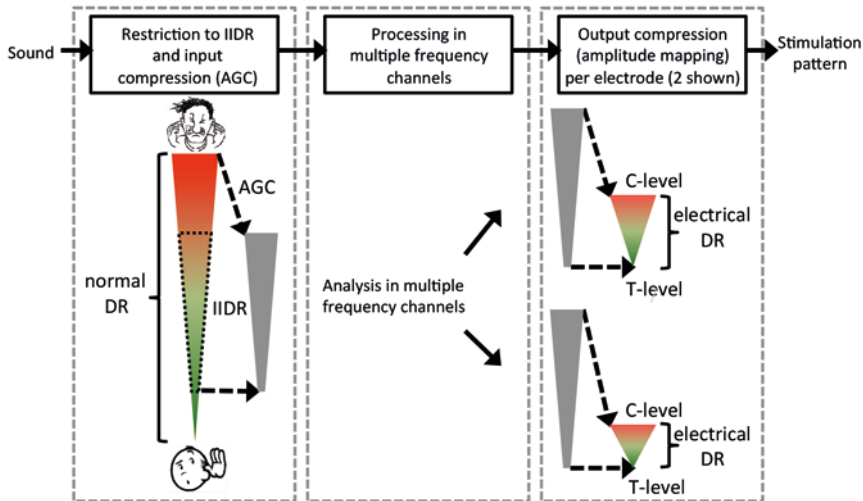 Sound
Restriction to IIDR
and input
compression (AGC)
Processing in
multiple frequency
channels
Output compression
(amplitude mapping)
per electrode (2 shown)
Stimulation
pattern
AGC
normal
DR
IIDR
Analysis in multiple
frequency channels
C-level
electrical
DR
T-level
C-level
electrical
DR
T-level